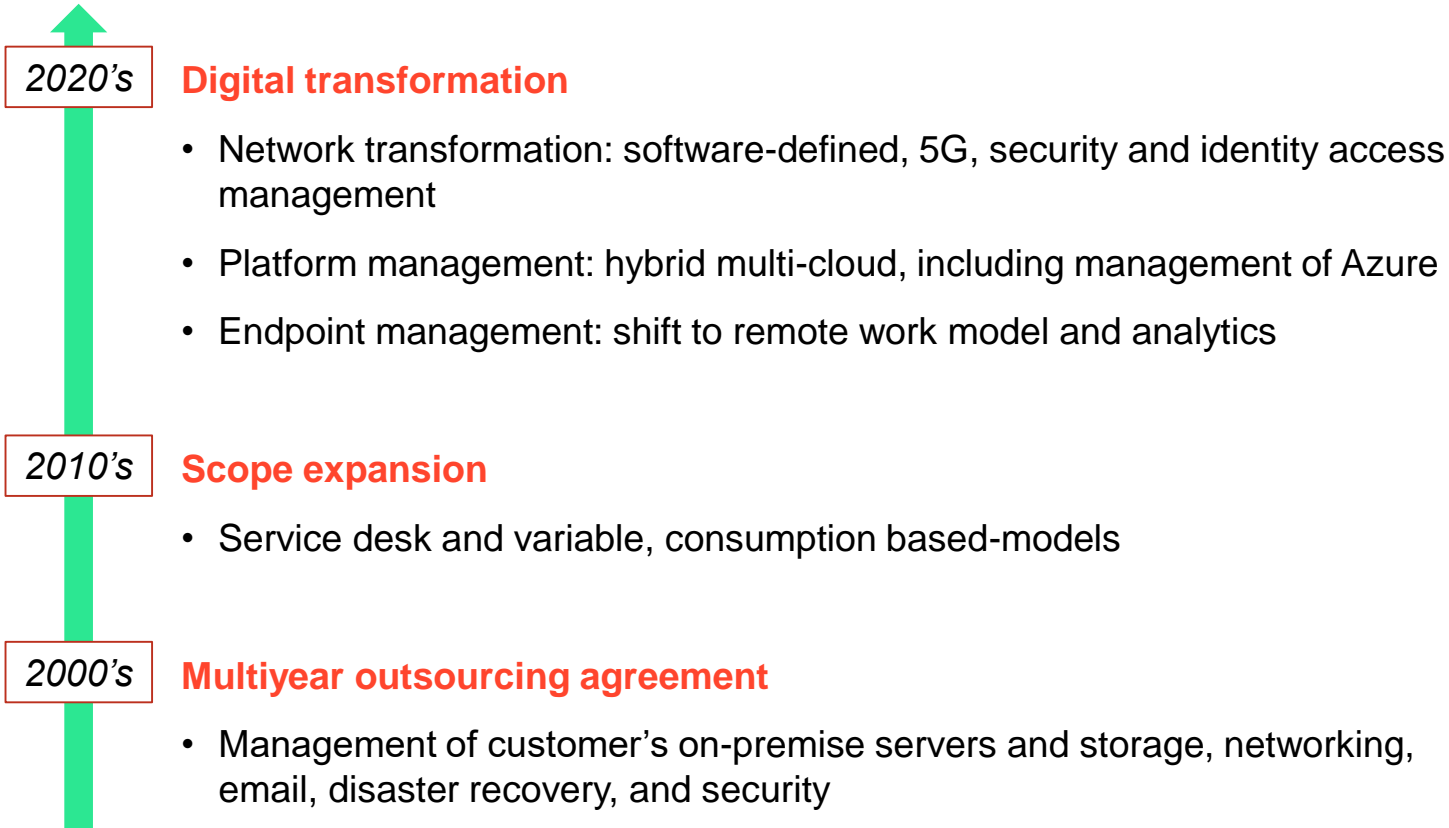 2020’s
Digital transformation
• Network transformation: software-defined, 5G, security and identity access
management
• Platform management: hybrid multi-cloud, including management of Azure
• Endpoint management: shift to remote work model and analytics
2010’s
Scope expansion
• Service desk and variable, consumption based-models
2000’s
Multiyear outsourcing agreement
• Management of customer’s on-premise servers and storage, networking,
email, disaster recovery, and security